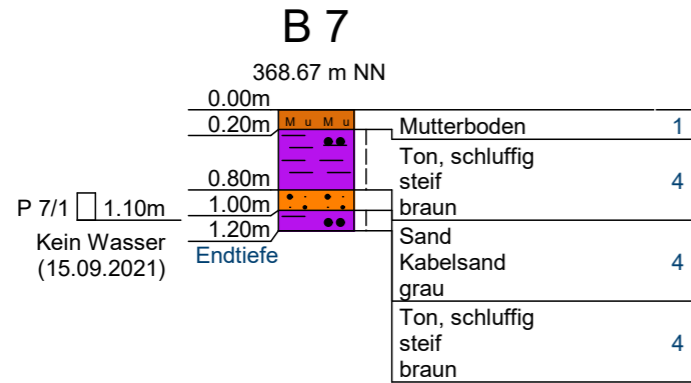 B 7
368.67 m NN
0.00m
0.20m
M u M u
Mutterboden 1
Ton, schluffig
steif 4
braun
0.80m
P 7/1 1.10m
1.00m
Sand
Kabelsand 4
grau
Kein Wasser
(15.09.2021)
1.20m
Endtiefe
Ton, schluffig
steif 4
braun